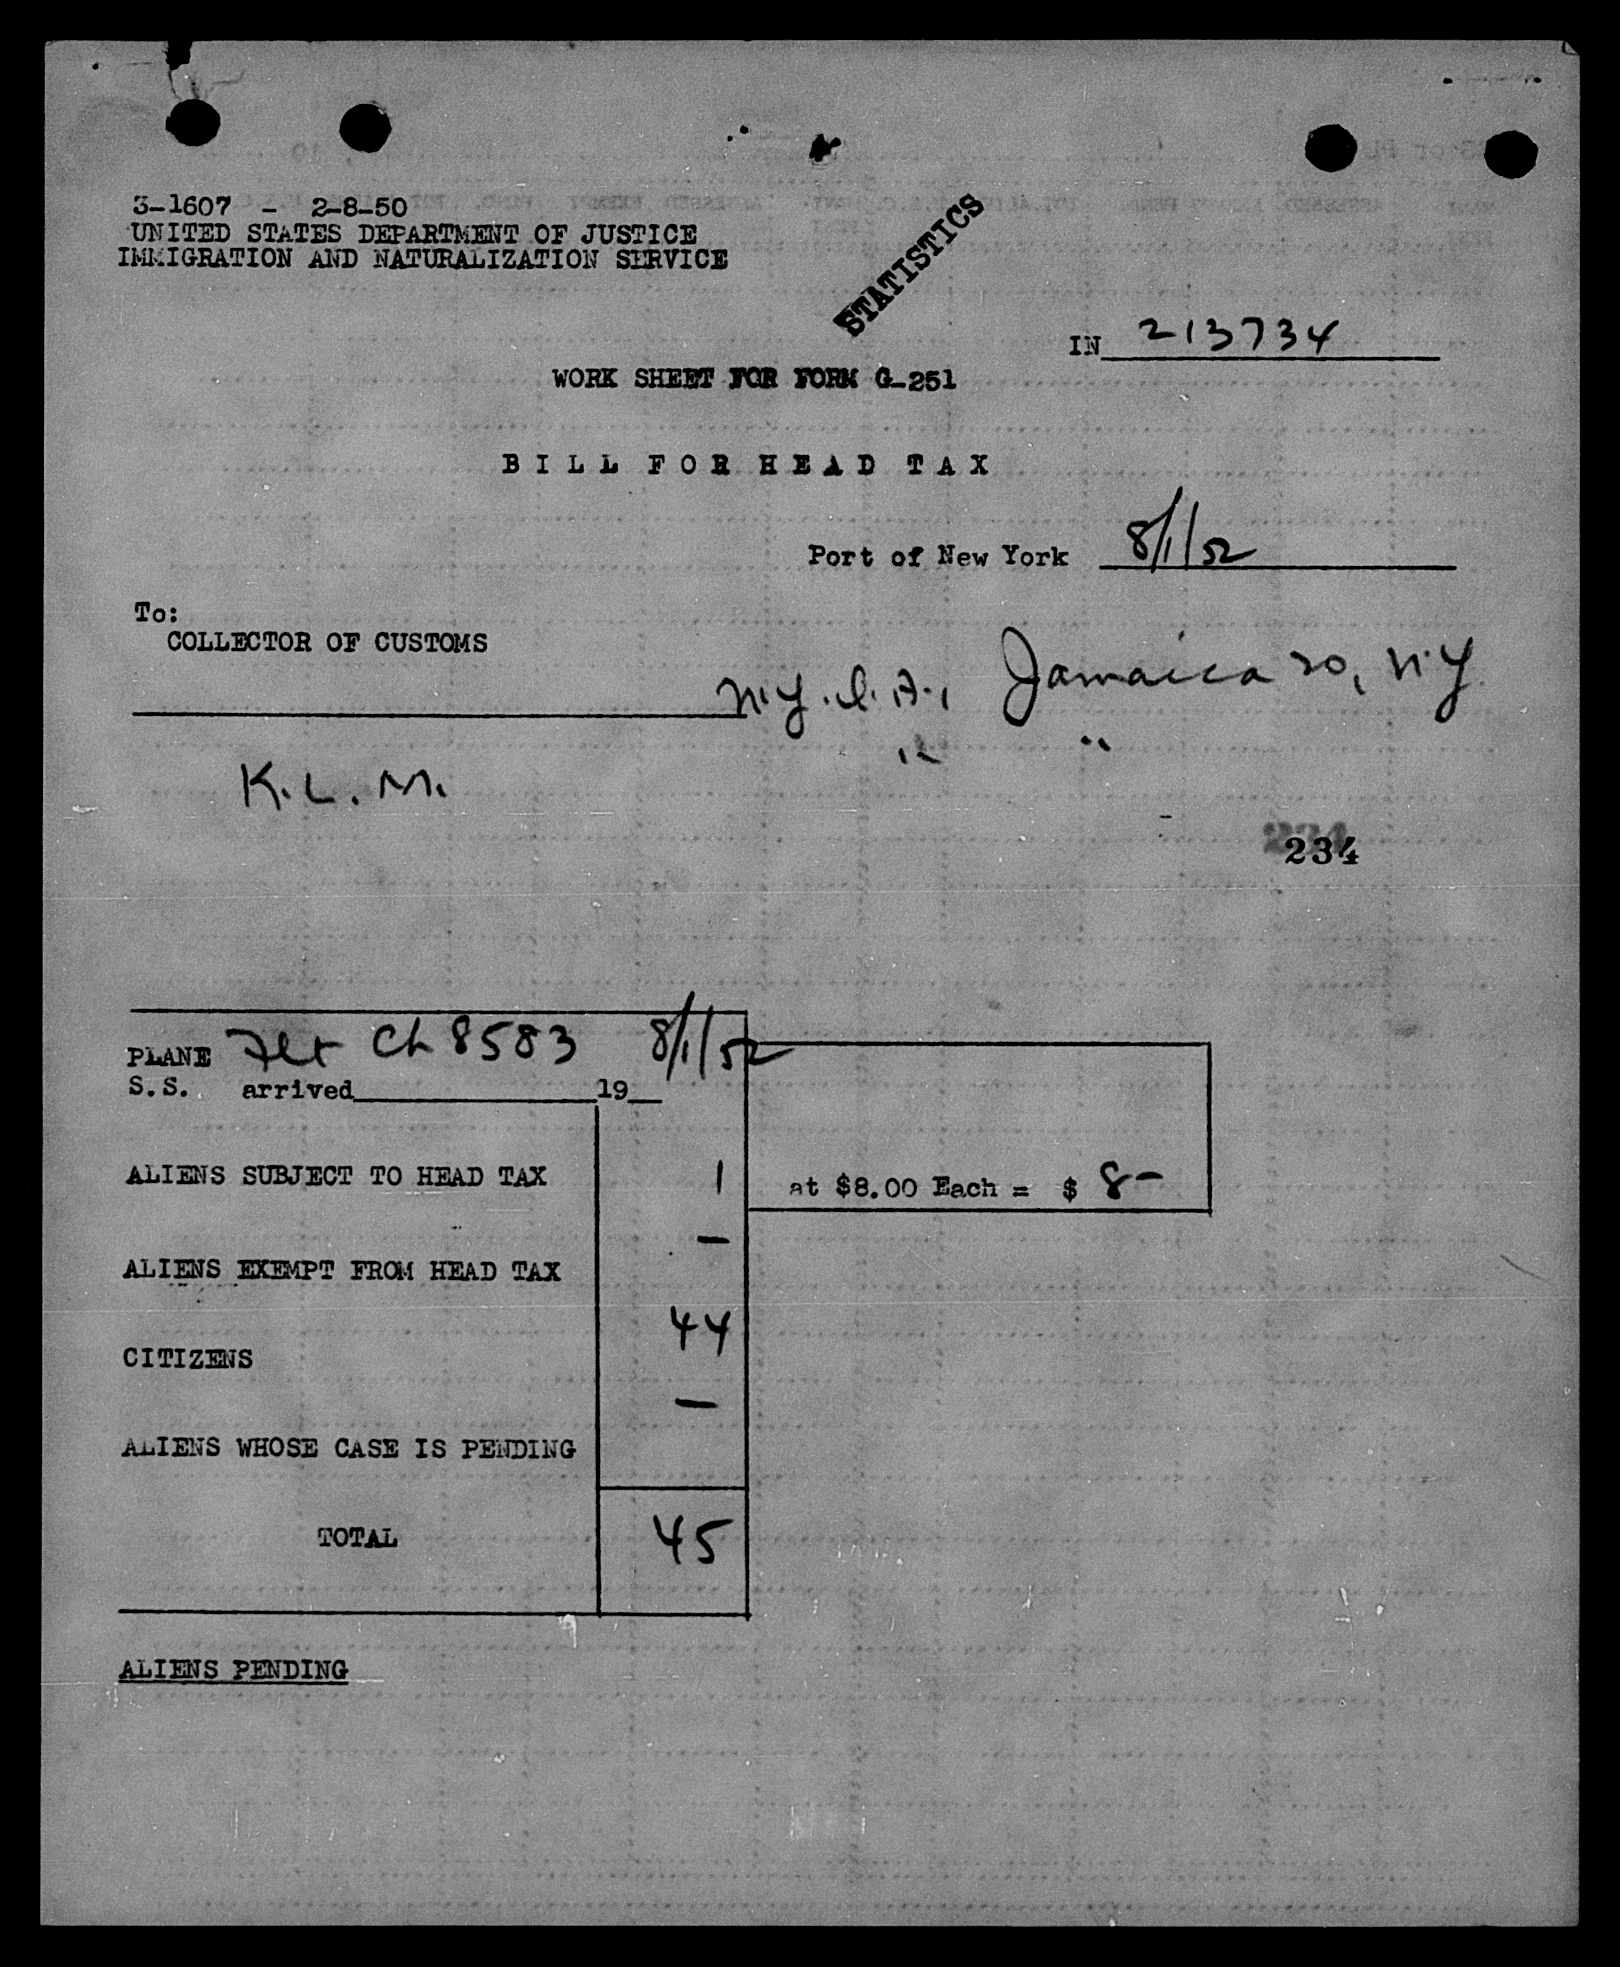 3-1607 - 2-8-50
UNITED STATES DEPARTMENT OF JUSTICE
IMMIGRATION AND NATURALIZATION SERVICE
STATISTICS
IN 213734
WORK SHEET FOR FORM G-251
BILL FOR HEAD TAX
Port of New York 8/1/52
To:
COLLECTOR OF CUSTOMS
N.Y.I.A., Jamaica 20, N.Y.
" "
K.L.M.
234
PLANE Flt Ch 8583 8/1/52
S.S. arrived 19
ALIENS SUBJECT TO HEAD TAX 1 at $8.00 Each = $ 8-
ALIENS EXEMPT FROM HEAD TAX -
CITIZENS 44
ALIENS WHOSE CASE IS PENDING -
TOTAL 45
ALIENS PENDING